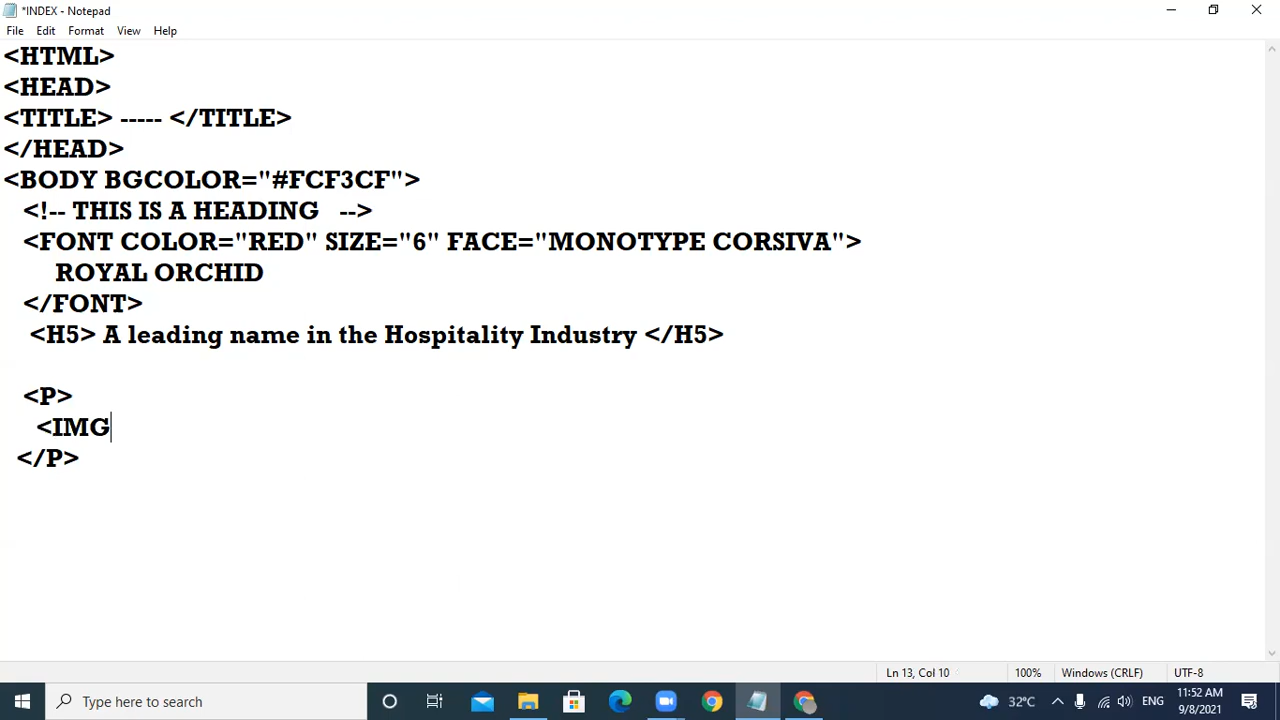 *INDEX - Notepad
File Edit Format View Help
<HTML>
<HEAD>
<TITLE> ----- </TITLE>
</HEAD>
<BODY BGCOLOR="#FCF3CF">
<!-- THIS IS A HEADING -->
<FONT COLOR="RED" SIZE="6" FACE="MONOTYPE CORSIVA">
ROYAL ORCHID
</FONT>
<H5> A leading name in the Hospitality Industry </H5>
<P>
<IMG
</P>
Ln 13, Col 10 100% Windows (CRLF) UTF-8
Type here to search 32°C ENG 11:52 AM
9/8/2021